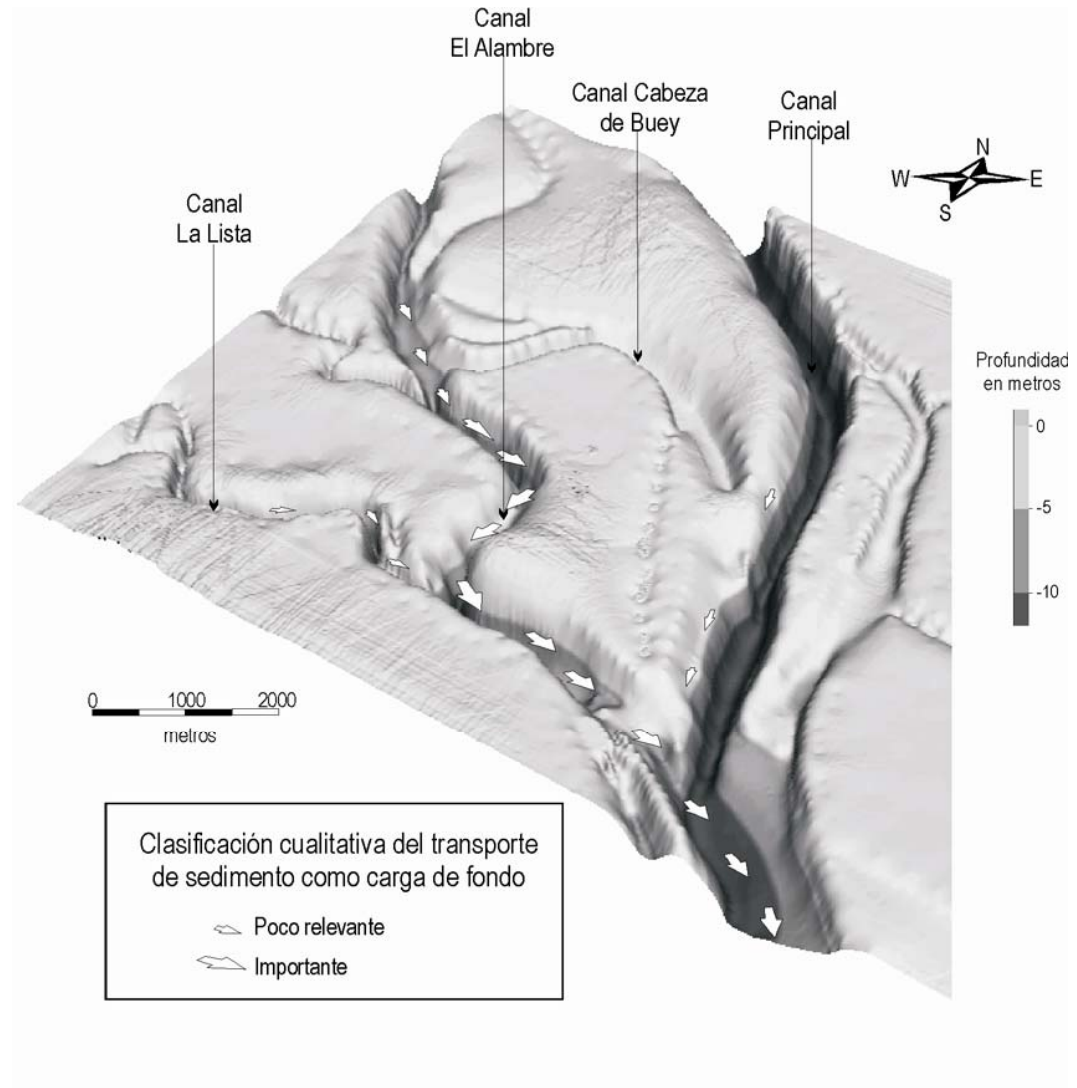 Canal
El Alambre
Canal Cabeza
de Buey
Canal
Principal
N
W
E
S
Canal
La Lista
Profundidad
en metros
0
-5
-10
0
1000
2000
metros
Clasificación cualitativa del transporte
de sedimento como carga de fondo
Poco relevante
Importante